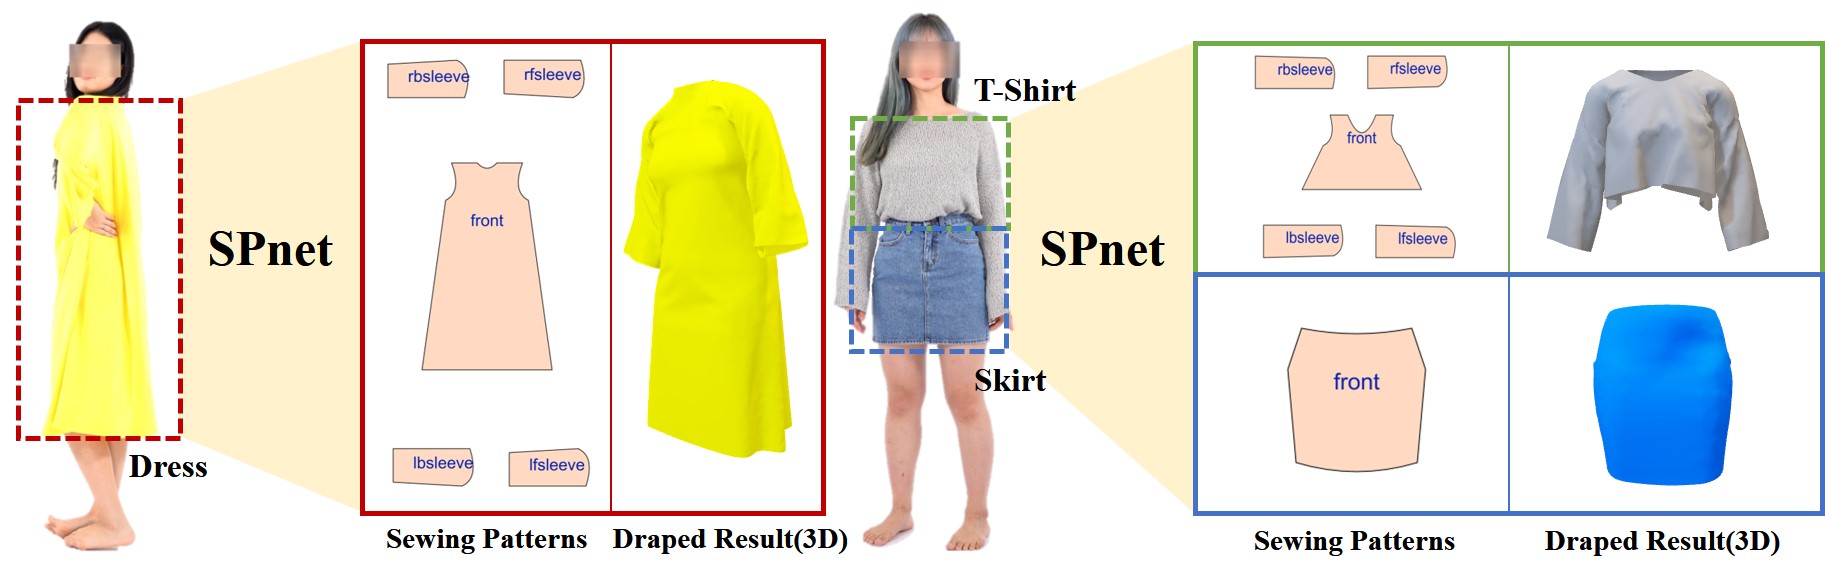 Dress
SPnet
rbsleeve
rfsleeve
front
lbsleeve
lfsleeve
Sewing Patterns
Draped Result(3D)
T-Shirt
Skirt
SPnet
rbsleeve
rfsleeve
front
lbsleeve
lfsleeve
front
Sewing Patterns
Draped Result(3D)